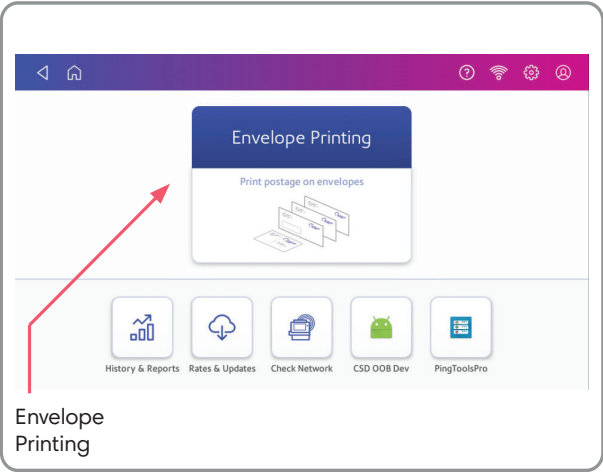 Envelope Printing
Print postage on envelopes
History & Reports
Rates & Updates
Check Network
CSD OOB Dev
PingToolsPro
Envelope
Printing